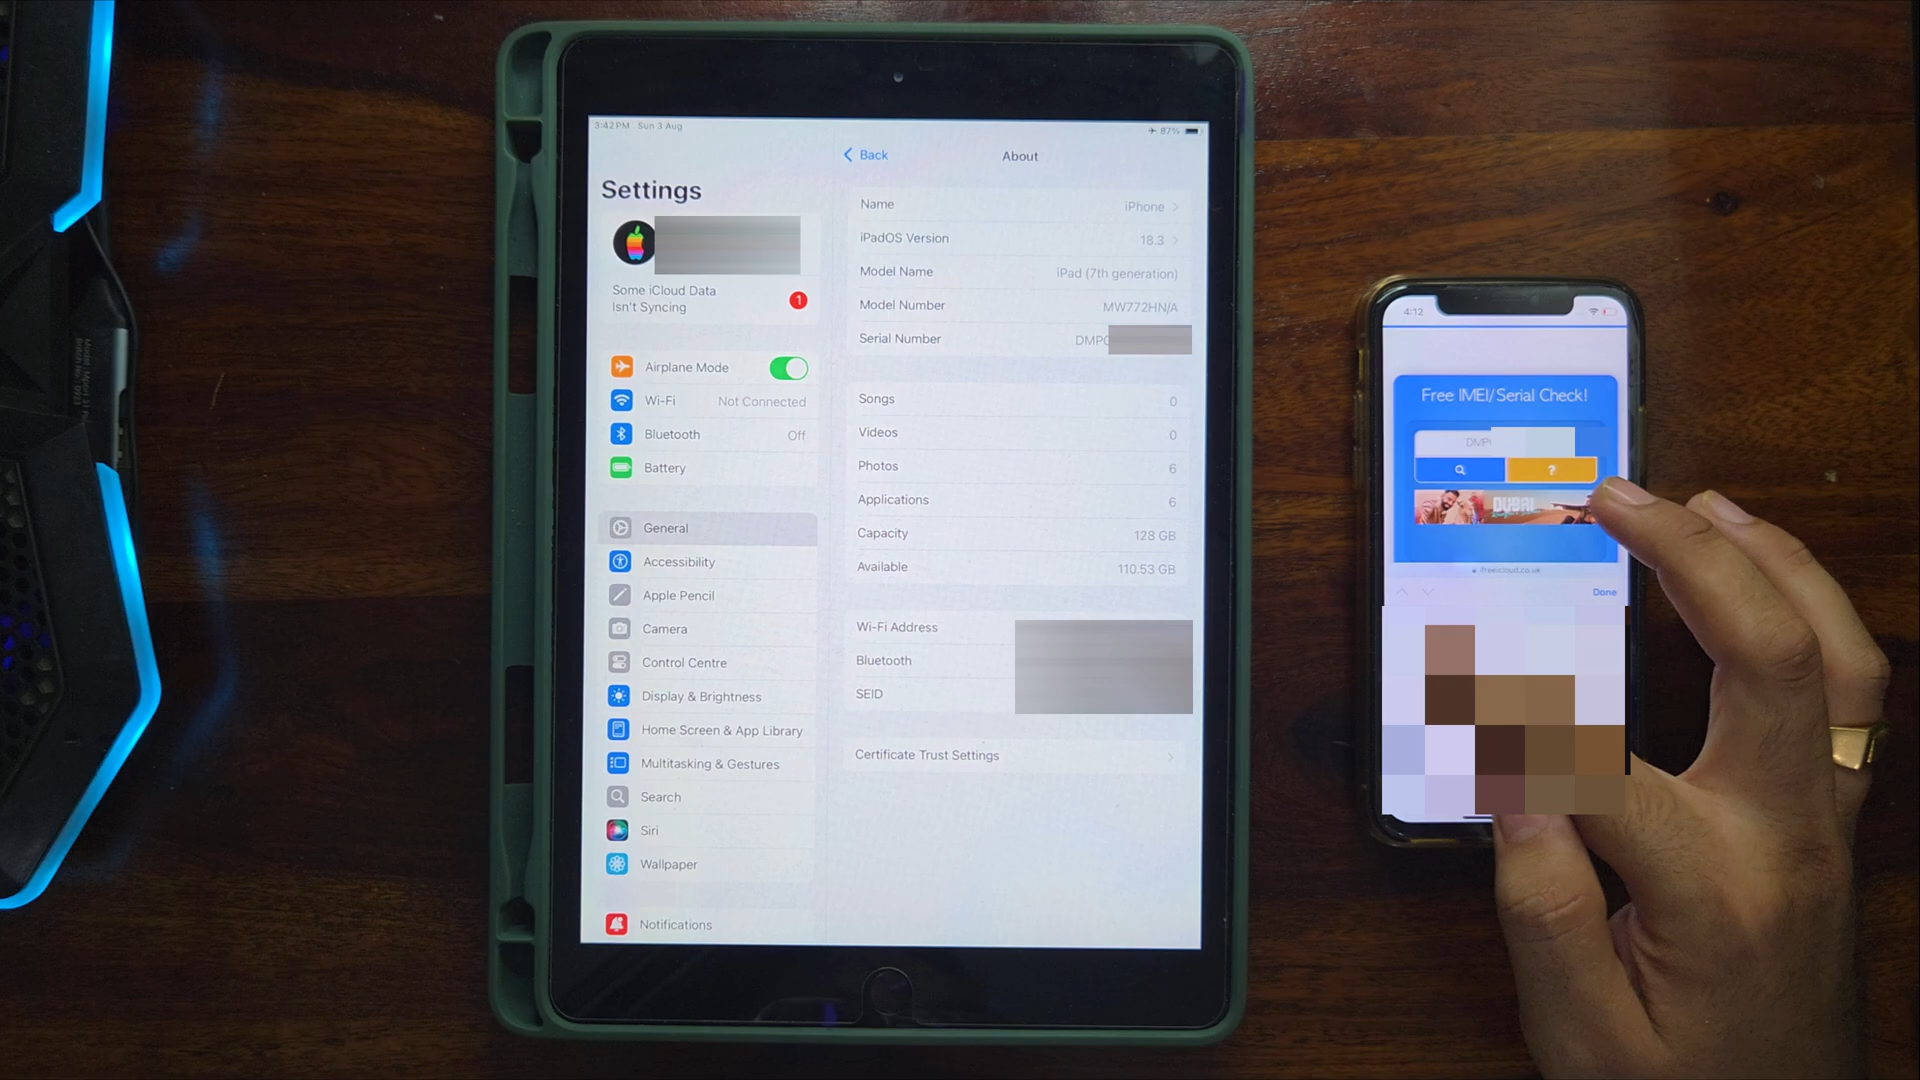 3:42 PM Sun 3 Aug
87%
Settings
Some iCloud Data
Isn't Syncing
1
Airplane Mode
Wi-Fi Not Connected
Bluetooth Off
Battery
General
Accessibility
Apple Pencil
Camera
Control Centre
Display & Brightness
Home Screen & App Library
Multitasking & Gestures
Search
Siri
Wallpaper
Notifications
Back
About
Name iPhone
iPadOS Version 18.3
Model Name iPad (7th generation)
Model Number MW772HN/A
Serial Number DMP
Songs 0
Videos 0
Photos 6
Applications 6
Capacity 128 GB
Available 110.53 GB
Wi-Fi Address
Bluetooth
SEID
Certificate Trust Settings
4:12
Free IMEI/Serial Check!
DMP
?
DUBAI
ifreeicloud.co.uk
Done